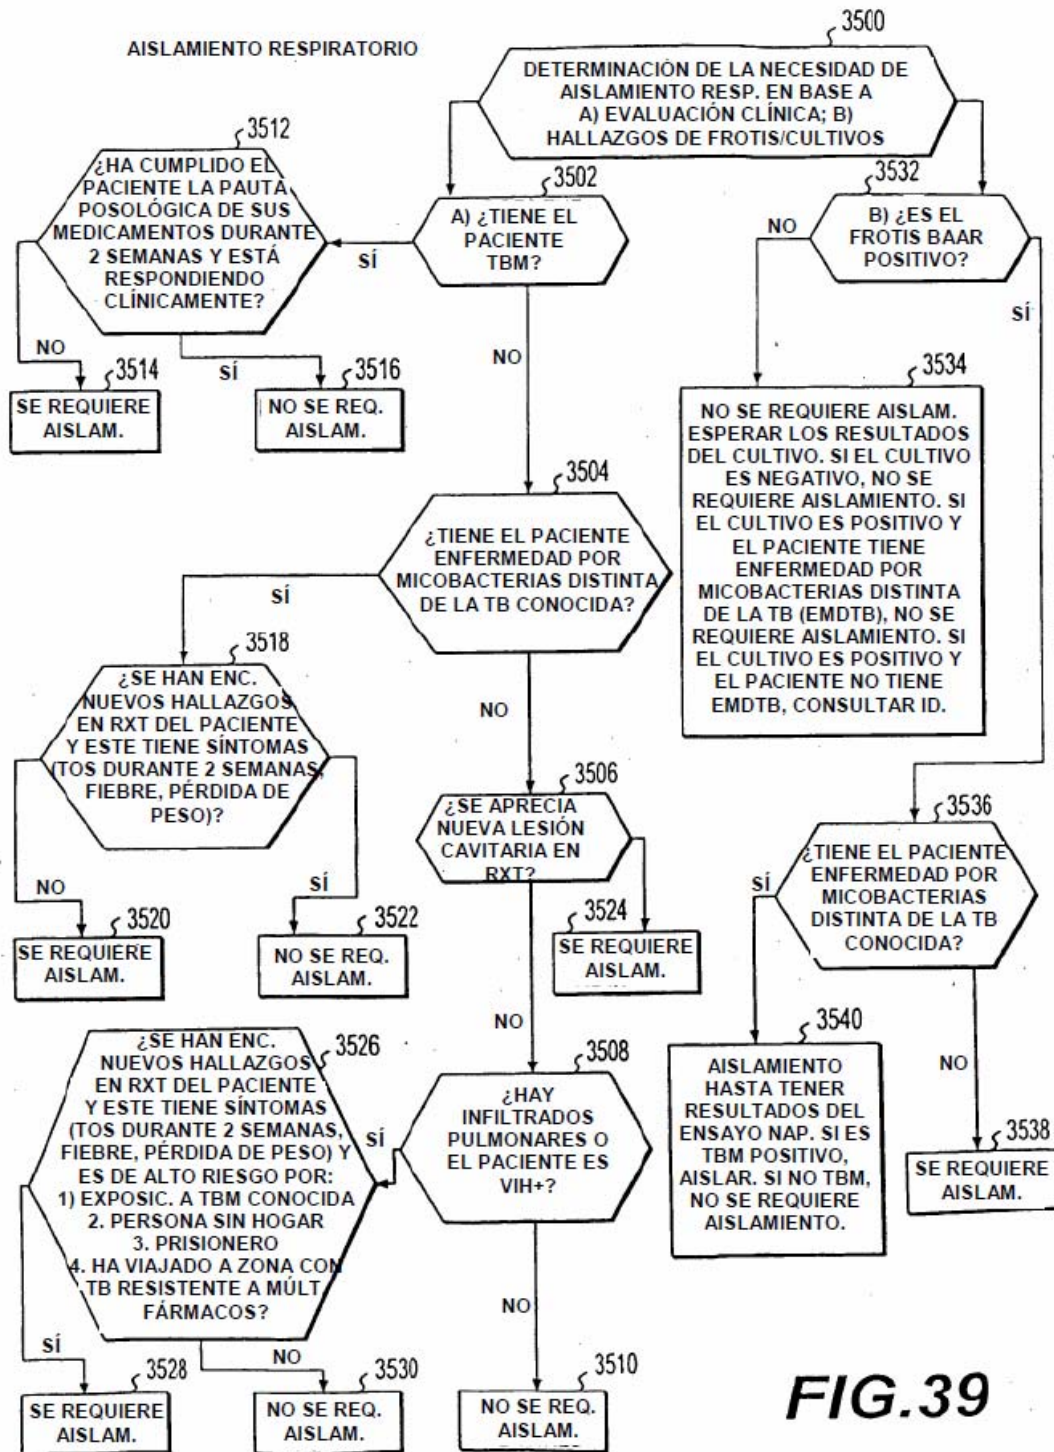 AISLAMIENTO RESPIRATORIO
3500
DETERMINACIÓN DE LA NECESIDAD DE
AISLAMIENTO RESP. EN BASE A
A) EVALUACIÓN CLÍNICA; B)
HALLAZGOS DE FROTIS/CULTIVOS
3512
¿HA CUMPLIDO EL
PACIENTE LA PAUTA
POSOLÓGICA DE SUS
MEDICAMENTOS DURANTE
2 SEMANAS Y ESTÁ
RESPONDIENDO
CLÍNICAMENTE?
3502
A) ¿TIENE EL
PACIENTE
TBM?
SÍ
3532
B) ¿ES EL
FROTIS BAAR
POSITIVO?
NO
SÍ
NO
SÍ
NO
3514
SE REQUIERE
AISLAM.
3516
NO SE REQ.
AISLAM.
3534
NO SE REQUIERE AISLAM.
ESPERAR LOS RESULTADOS
DEL CULTIVO. SI EL CULTIVO
ES NEGATIVO, NO SE
REQUIERE AISLAMIENTO. SI
EL CULTIVO ES POSITIVO Y
EL PACIENTE TIENE
ENFERMEDAD POR
MICOBACTERIAS DISTINTA
DE LA TB (EMDTB), NO SE
REQUIERE AISLAMIENTO. SI
EL CULTIVO ES POSITIVO Y
EL PACIENTE NO TIENE
EMDTB, CONSULTAR ID.
3504
¿TIENE EL PACIENTE
ENFERMEDAD POR
MICOBACTERIAS DISTINTA
DE LA TB CONOCIDA?
SÍ
NO
3518
¿SE HAN ENC.
NUEVOS HALLAZGOS
EN RXT DEL PACIENTE
Y ESTE TIENE SÍNTOMAS
(TOS DURANTE 2 SEMANAS,
FIEBRE, PÉRDIDA DE
PESO)?
NO
SÍ
3520
SE REQUIERE
AISLAM.
3522
NO SE REQ.
AISLAM.
3506
¿SE APRECIA
NUEVA LESIÓN
CAVITARIA EN
RXT?
3524
SE REQUIERE
AISLAM.
NO
3536
¿TIENE EL PACIENTE
ENFERMEDAD POR
MICOBACTERIAS
DISTINTA DE LA TB
CONOCIDA?
SÍ
NO
3540
AISLAMIENTO
HASTA TENER
RESULTADOS DEL
ENSAYO NAP. SI ES
TBM POSITIVO,
AISLAR. SI NO TBM,
NO SE REQUIERE
AISLAMIENTO.
3538
SE REQUIERE
AISLAM.
3526
¿SE HAN ENC.
NUEVOS HALLAZGOS
EN RXT DEL PACIENTE
Y ESTE TIENE SÍNTOMAS
(TOS DURANTE 2 SEMANAS,
FIEBRE, PÉRDIDA DE PESO) Y
ES DE ALTO RIESGO POR:
1) EXPOSIC. A TBM CONOCIDA
2. PERSONA SIN HOGAR
3. PRISIONERO
4. HA VIAJADO A ZONA CON
TB RESISTENTE A MÚLT.
FÁRMACOS?
SÍ
3508
¿HAY
INFILTRADOS
PULMONARES O
EL PACIENTE ES
VIH+?
NO
SÍ
NO
3528
SE REQUIERE
AISLAM.
3530
NO SE REQ.
AISLAM.
3510
NO SE REQ.
AISLAM.
FIG.39